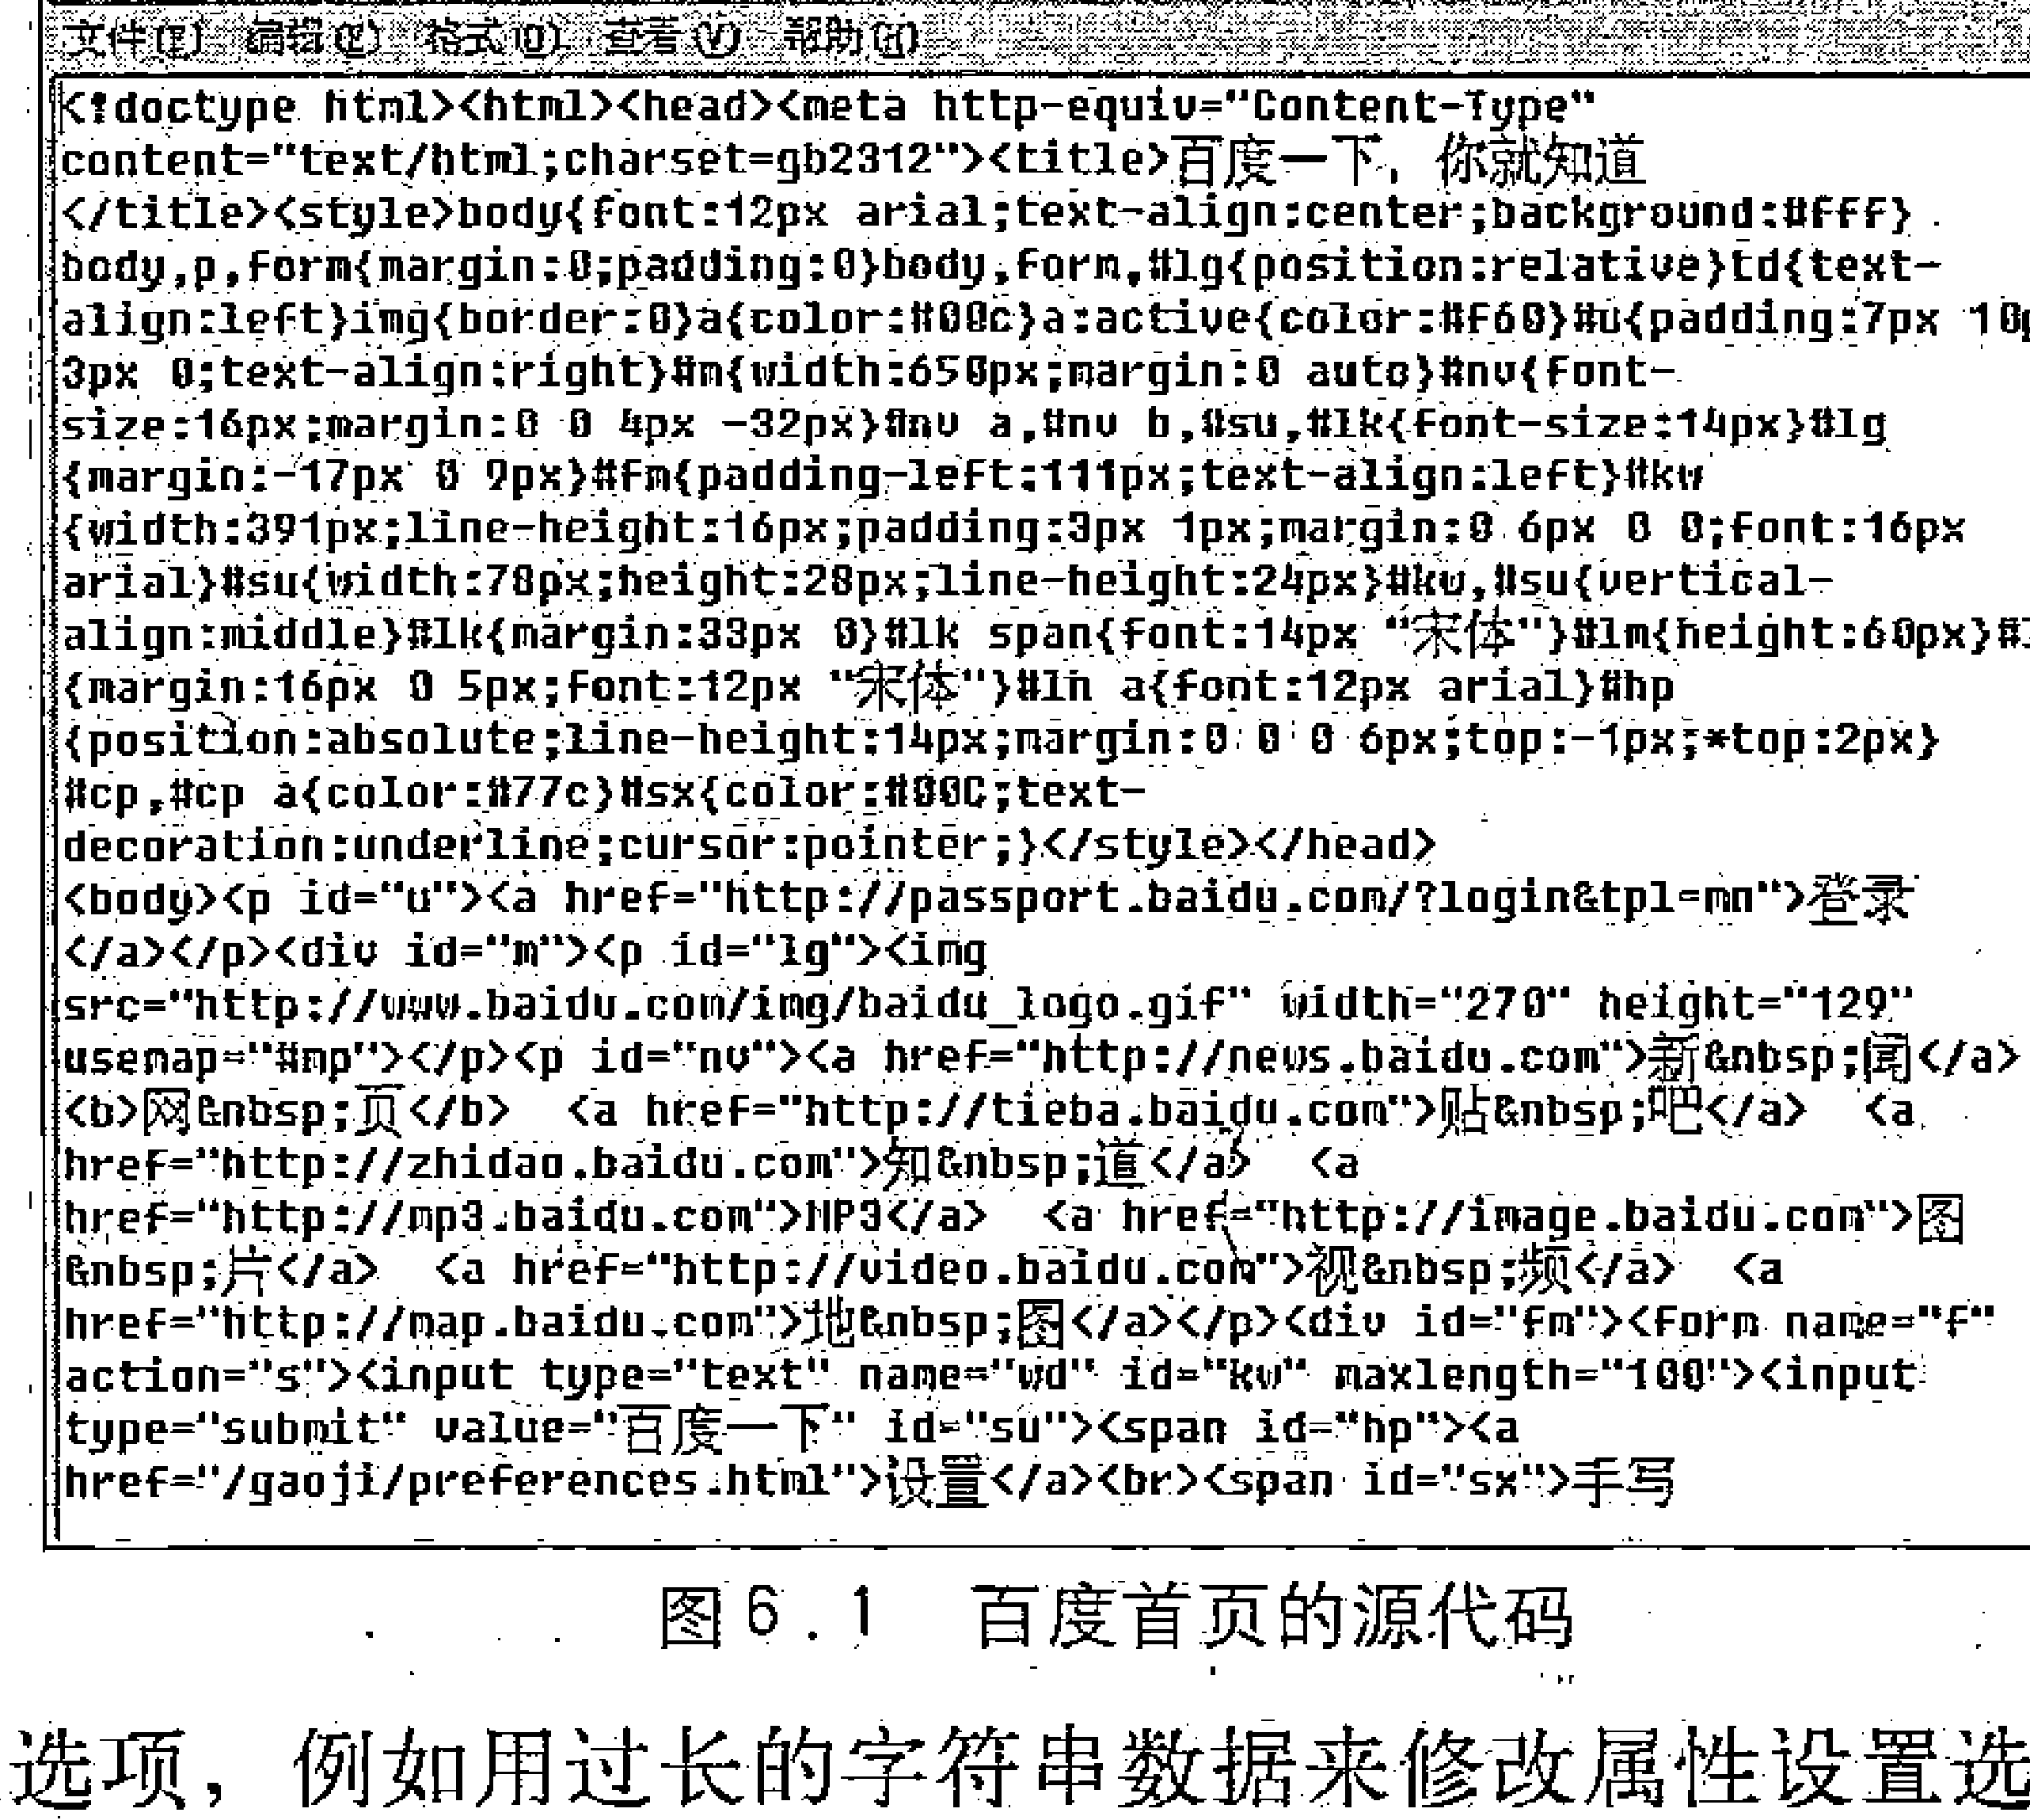 文件(F) 编辑(E) 格式(O) 查看(V) 帮助(H)
<!doctype html><html><head><meta http-equiv="Content-Type"
content="text/html;charset=gb2312"><title>百度一下，你就知道
</title><style>body{font:12px arial;text-align:center;background:#fff}
body,p,form{margin:0;padding:0}body,form,#lg{position:relative}td{text-
align:left}img{border:0}a{color:#00c}a:active{color:#f60}#u{padding:7px 10p
3px 0;text-align:right}#m{width:650px;margin:0 auto}#nv{font-
size:16px;margin:0 0 4px -32px}#nv a,#nv b,#su,#lk{font-size:14px}#lg
{margin:-17px 0 9px}#fm{padding-left:111px;text-align:left}#kw
{width:391px;line-height:16px;padding:3px 1px;margin:0 6px 0 0;font:16px
arial}#su{width:78px;height:28px;line-height:24px}#kw,#su{vertical-
align:middle}#lk{margin:33px 0}#lk span{font:14px "宋体"}#lm{height:60px}#l
{margin:16px 0 5px;font:12px "宋体"}#lh a{font:12px arial}#hp
{position:absolute;line-height:14px;margin:0 0 0 6px;top:-1px;*top:2px}
#cp,#cp a{color:#77c}#sx{color:#00C;text-
decoration:underline;cursor:pointer;}</style></head>
<body><p id="u"><a href="http://passport.baidu.com/?login&tpl=mn">登录
</a></p><div id="m"><p id="lg"><img
src="http://www.baidu.com/img/baidu_logo.gif" width="270" height="129"
usemap="#mp"></p><p id="nv"><a href="http://news.baidu.com">新&nbsp;闻</a>
<b>网&nbsp;页</b>  <a href="http://tieba.baidu.com">贴&nbsp;吧</a>  <a
href="http://zhidao.baidu.com">知&nbsp;道</a>  <a
href="http://mp3.baidu.com">MP3</a>  <a href="http://image.baidu.com">图
&nbsp;片</a>  <a href="http://video.baidu.com">视&nbsp;频</a>  <a
href="http://map.baidu.com">地&nbsp;图</a></p><div id="fm"><form name="f"
action="s"><input type="text" name="wd" id="kw" maxlength="100"><input
type="submit" value="百度一下" id="su"><span id="hp"><a
href="/gaoji/preferences.html">设置</a><br><span id="sx">手写
图6.1 百度首页的源代码
选项，例如用过长的字符串数据来修改属性设置选